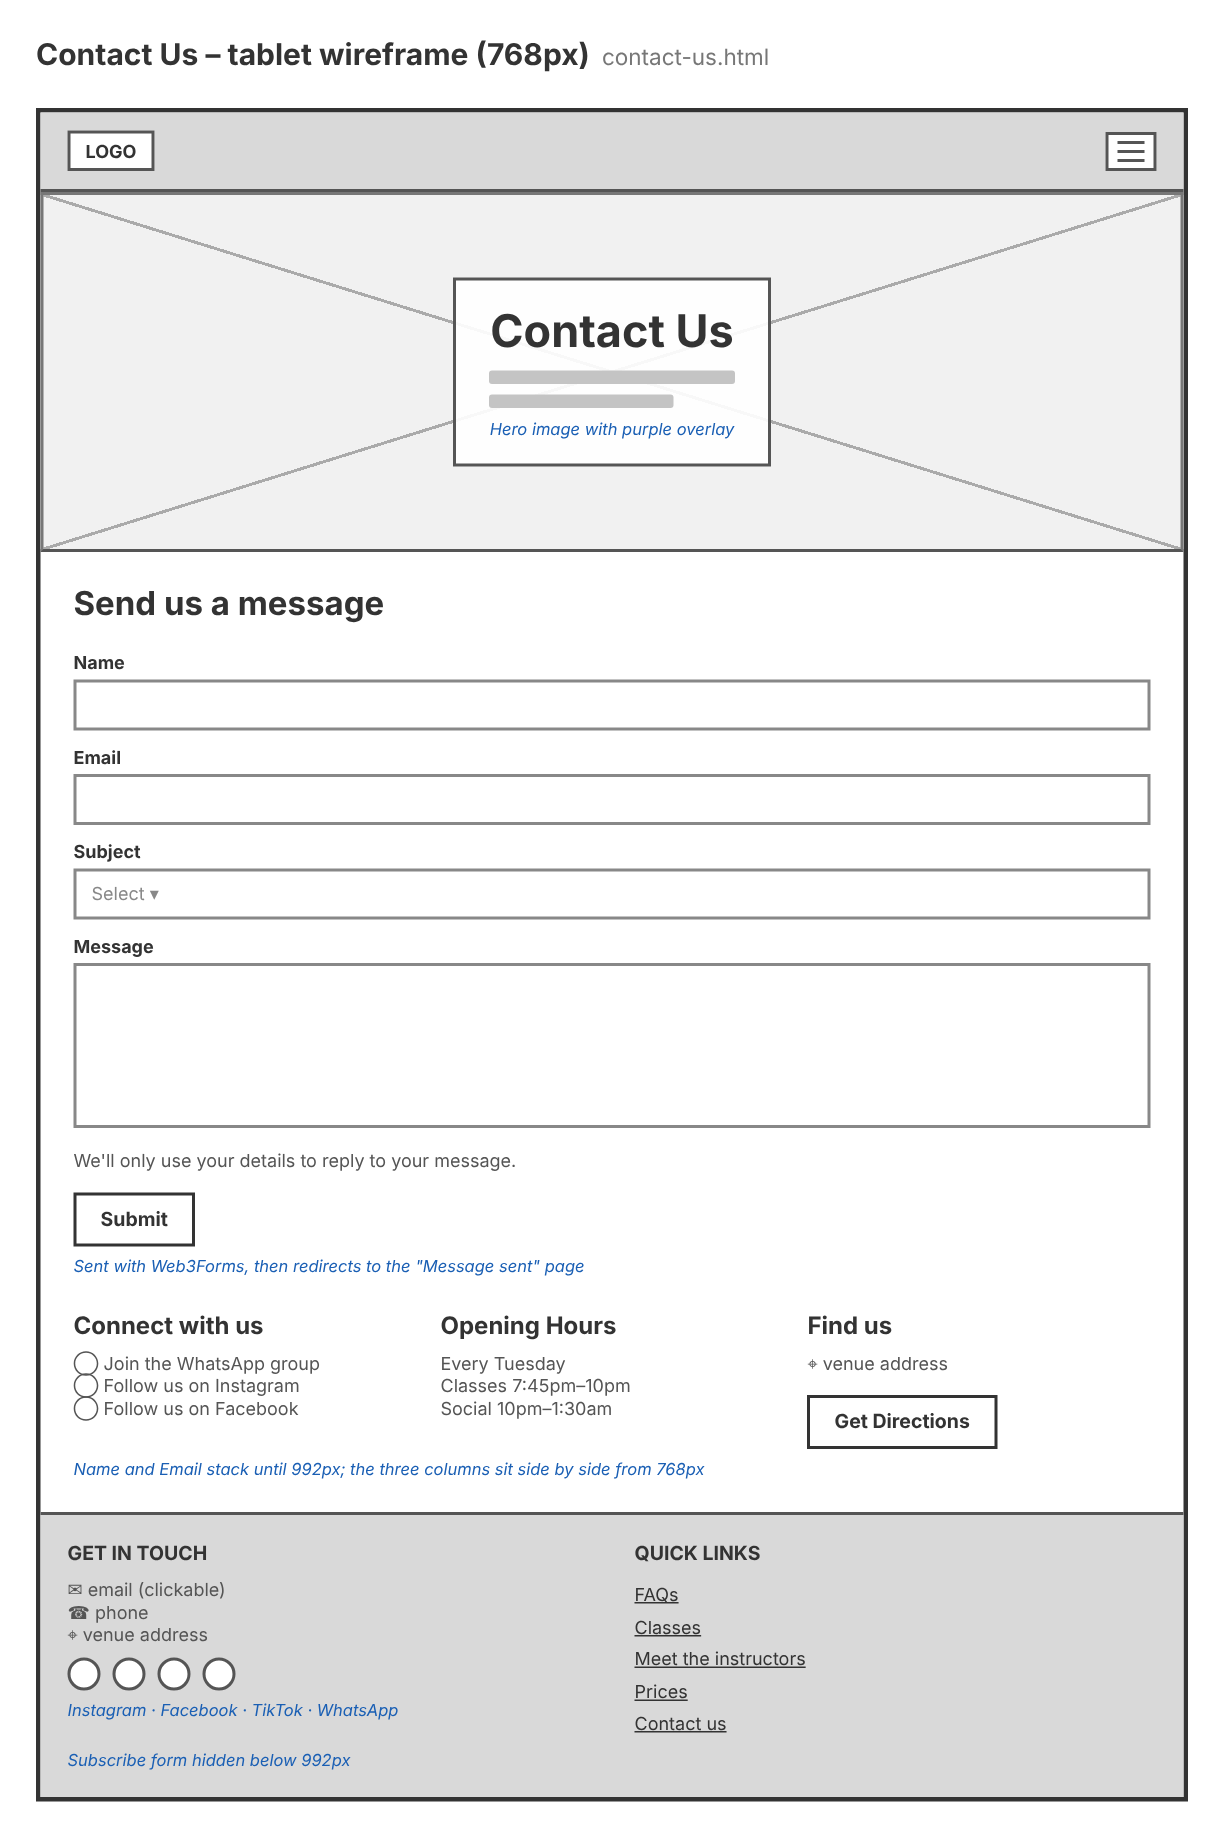 Contact Us – tablet wireframe (768px) contact-us.html
LOGO
Contact Us
Hero image with purple overlay
Send us a message
Name
Email
Subject
Select ▾
Message
We'll only use your details to reply to your message.
Submit
Sent with Web3Forms, then redirects to the "Message sent" page
Connect with us
Join the WhatsApp group
Follow us on Instagram
Follow us on Facebook
Opening Hours
Every Tuesday
Classes 7:45pm–10pm
Social 10pm–1:30am
Find us
⌖ venue address
Get Directions
Name and Email stack until 992px; the three columns sit side by side from 768px
GET IN TOUCH
✉ email (clickable)
☎ phone
⌖ venue address
Instagram · Facebook · TikTok · WhatsApp
Subscribe form hidden below 992px
QUICK LINKS
FAQs
Classes
Meet the instructors
Prices
Contact us